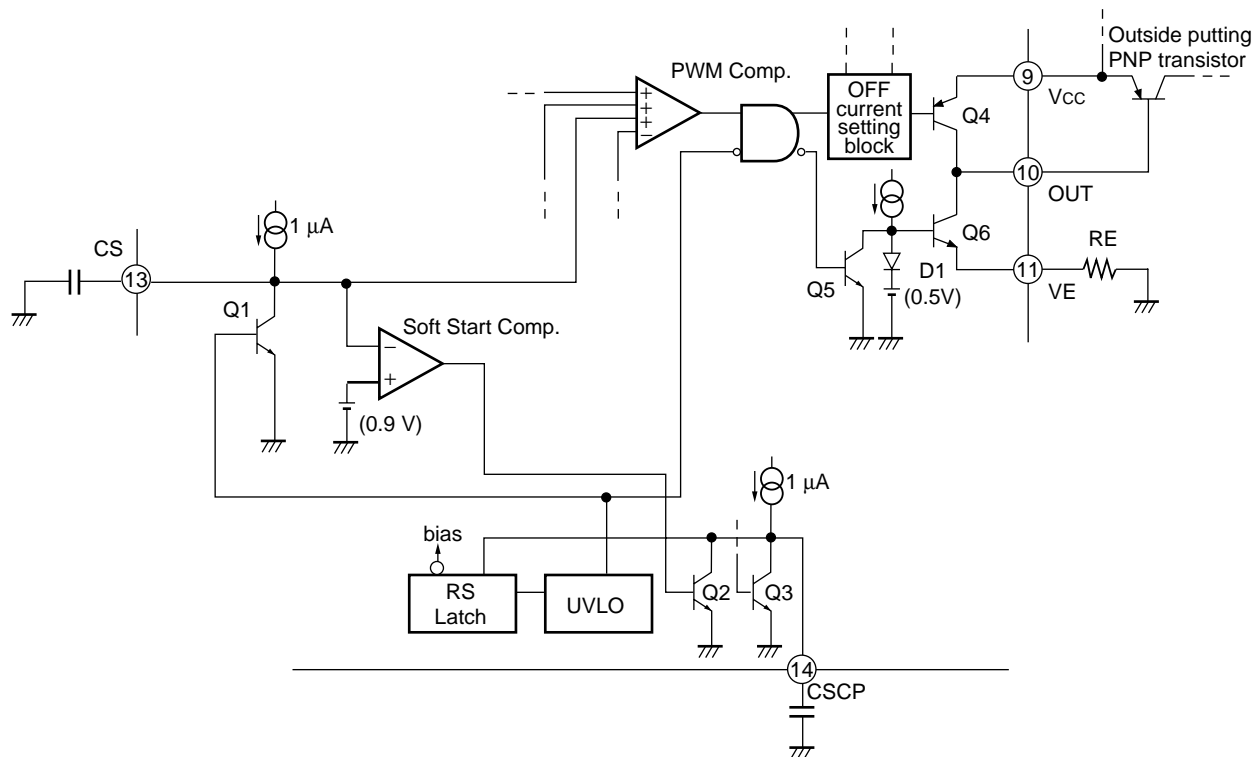 Outside putting
PNP transistor
PWM Comp.
OFF
current
setting
block
9
VCC
Q4
+
+
+
−
10
OUT
1 μA
CS
13
Q6
RE
11
VE
D1
(0.5V)
Q5
Q1
Soft Start Comp.
−
+
(0.9 V)
1 μA
bias
RS
Latch
UVLO
Q2
Q3
14
CSCP